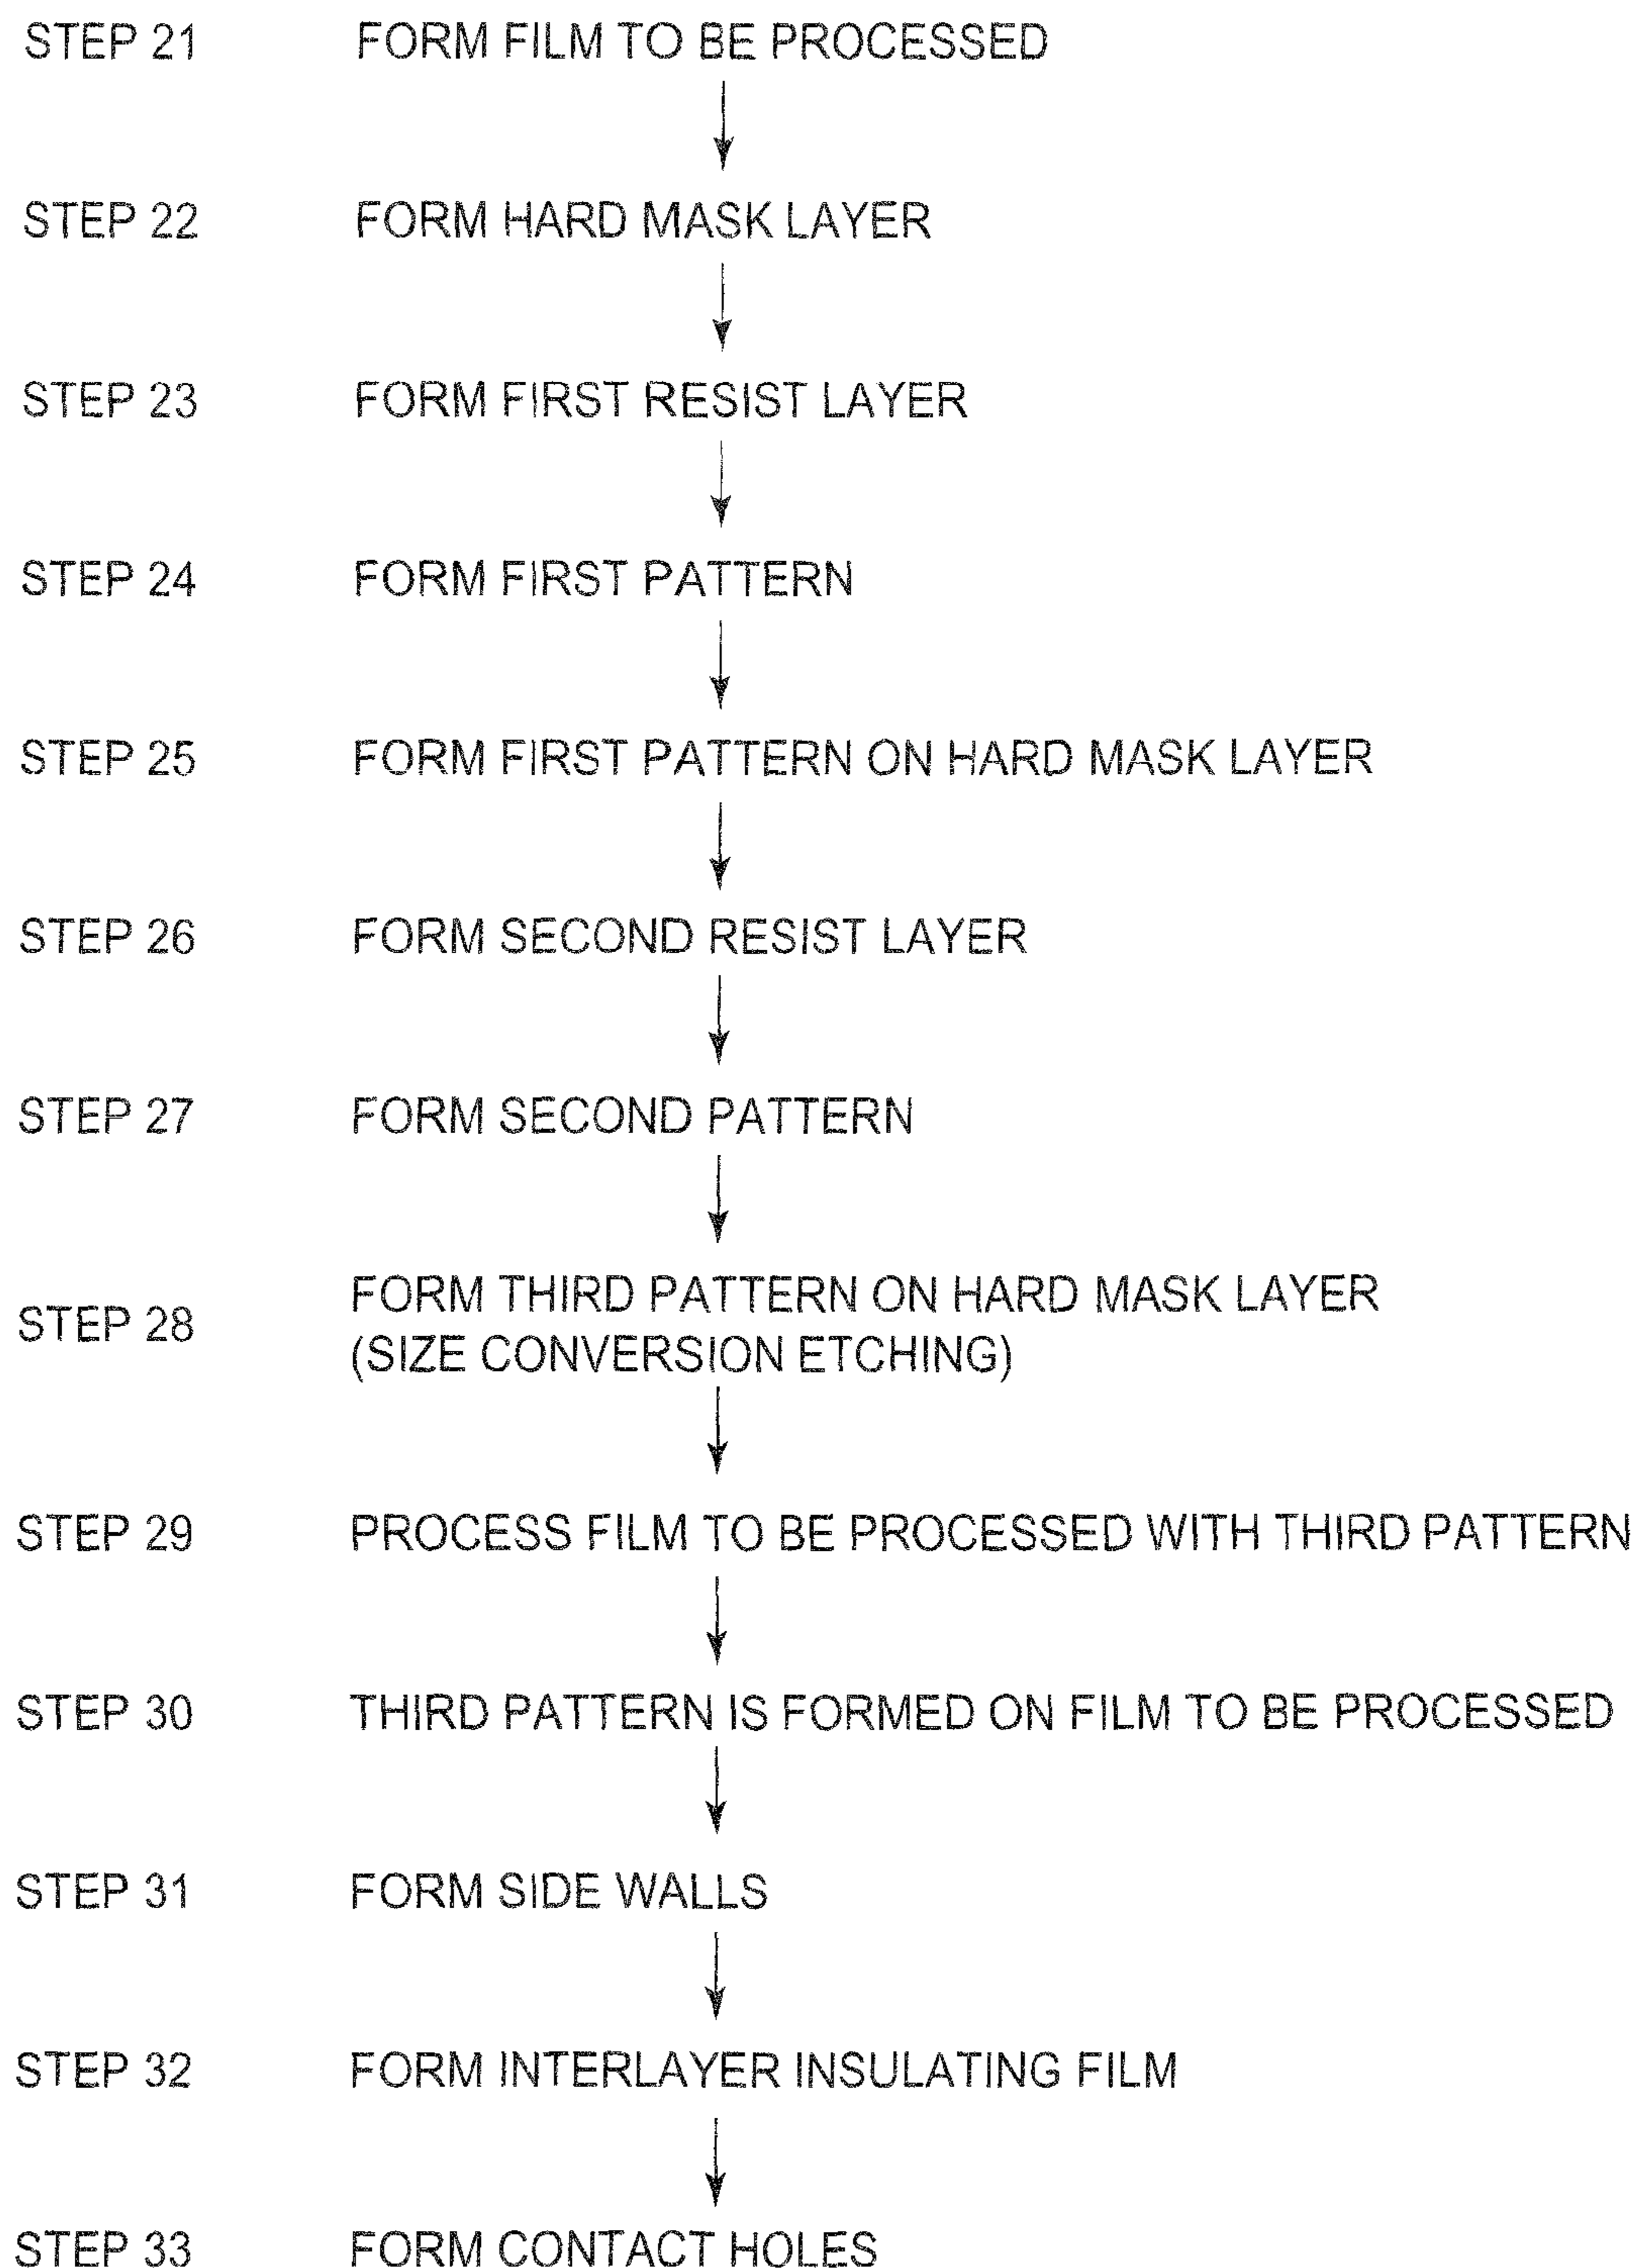 STEP 21 FORM FILM TO BE PROCESSED
STEP 22 FORM HARD MASK LAYER
STEP 23 FORM FIRST RESIST LAYER
STEP 24 FORM FIRST PATTERN
STEP 25 FORM FIRST PATTERN ON HARD MASK LAYER
STEP 26 FORM SECOND RESIST LAYER
STEP 27 FORM SECOND PATTERN
STEP 28 FORM THIRD PATTERN ON HARD MASK LAYER
(SIZE CONVERSION ETCHING)
STEP 29 PROCESS FILM TO BE PROCESSED WITH THIRD PATTERN
STEP 30 THIRD PATTERN IS FORMED ON FILM TO BE PROCESSED
STEP 31 FORM SIDE WALLS
STEP 32 FORM INTERLAYER INSULATING FILM
STEP 33 FORM CONTACT HOLES